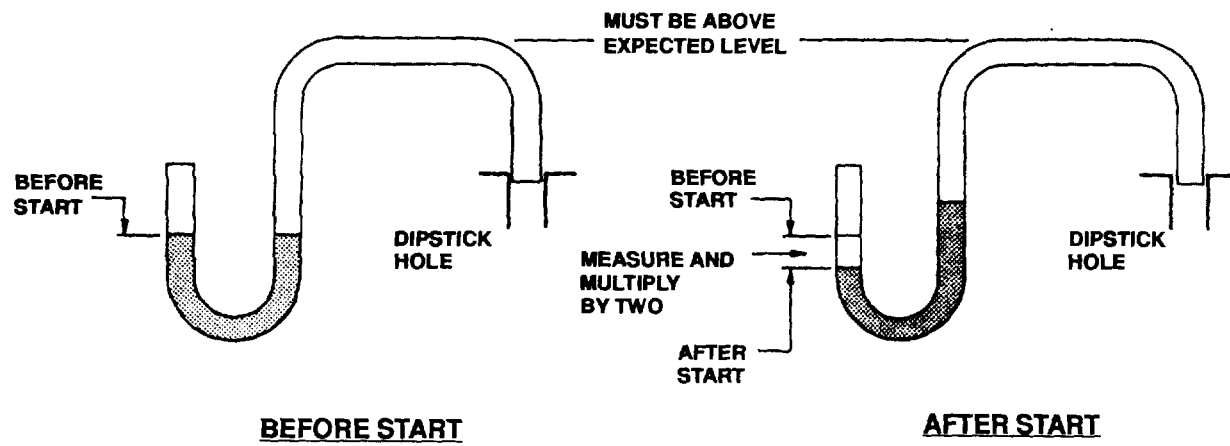 MUST BE ABOVE
EXPECTED LEVEL
BEFORE
START
DIPSTICK
HOLE
BEFORE START
BEFORE
START
MEASURE AND
MULTIPLY
BY TWO
AFTER
START
DIPSTICK
HOLE
AFTER START